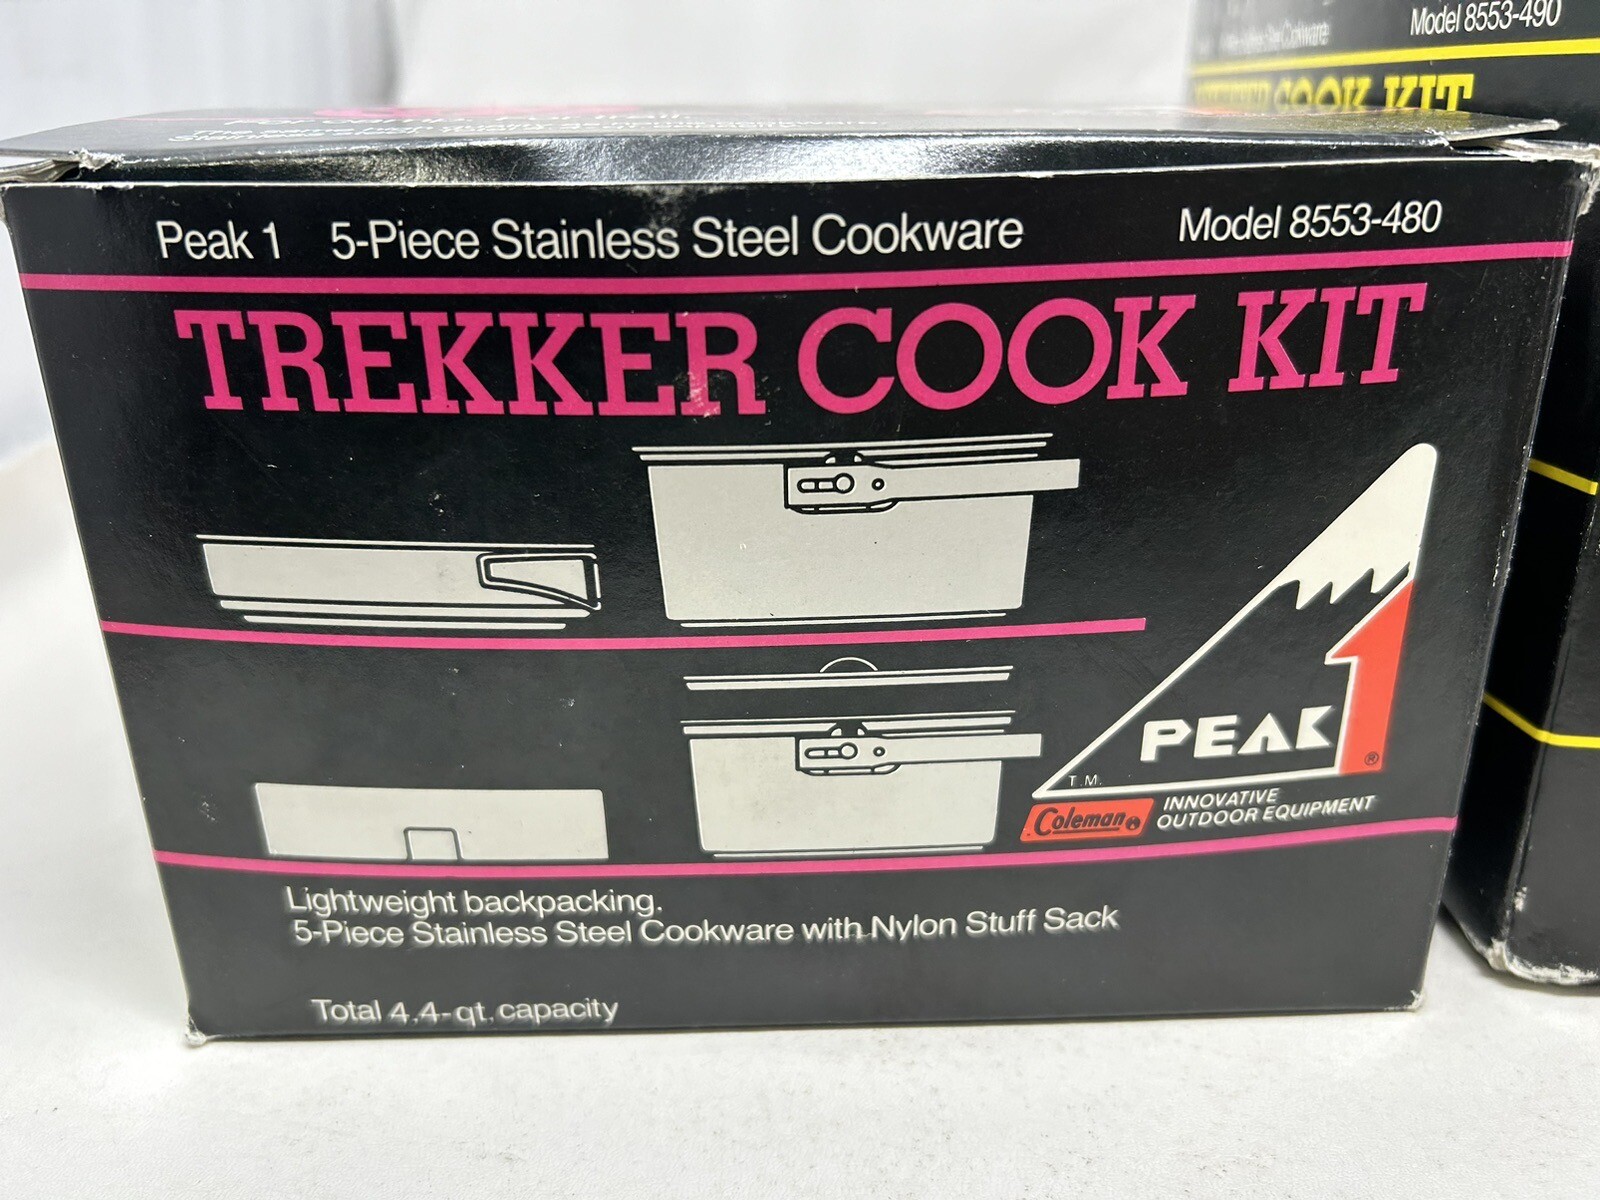 Model 8553-490
COOK KIT
Peak 1 5-Piece Stainless Steel Cookware
Model 8553-480
TREKKER COOK KIT
PEAK 1
T.M.
®
Coleman
INNOVATIVE
OUTDOOR EQUIPMENT
Lightweight backpacking.
5-Piece Stainless Steel Cookware with Nylon Stuff Sack
Total 4.4-qt. capacity